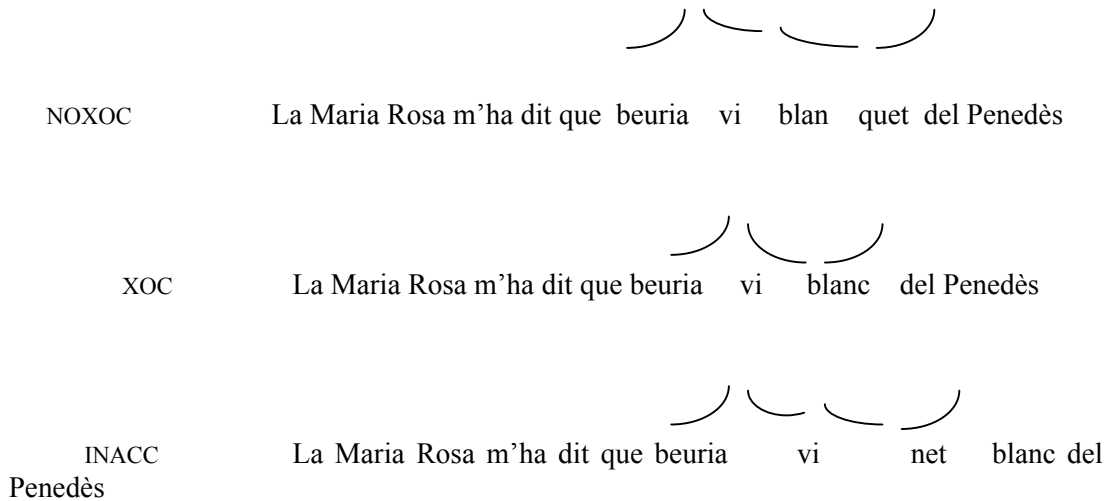 NOXOC La Maria Rosa m’ha dit que beuria vi blan quet del Penedès
XOC La Maria Rosa m’ha dit que beuria vi blanc del Penedès
INACC La Maria Rosa m’ha dit que beuria vi net blanc del
Penedès